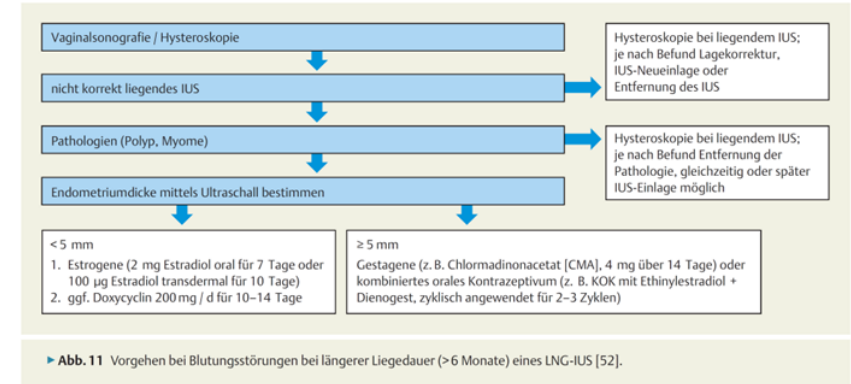 Vaginalsonografie / Hysteroskopie
Hysteroskopie bei liegendem IUS;
je nach Befund Lagekorrektur,
IUS-Neueinlage oder
Entfernung des IUS
nicht korrekt liegendes IUS
Pathologien (Polyp, Myome)
Hysteroskopie bei liegendem IUS;
je nach Befund Entfernung der
Pathologie, gleichzeitig oder später
IUS-Einlage möglich
Endometriumdicke mittels Ultraschall bestimmen
< 5 mm
1. Estrogene (2 mg Estradiol oral für 7 Tage oder
100 µg Estradiol transdermal für 10 Tage)
2. ggf. Doxycyclin 200 mg / d für 10–14 Tage
≥ 5 mm
Gestagene (z. B. Chlormadinonacetat [CMA], 4 mg über 14 Tage) oder
kombiniertes orales Kontrazeptivum (z. B. KOK mit Ethinylestradiol +
Dienogest, zyklisch angewendet für 2–3 Zyklen)
▶ Abb. 11 Vorgehen bei Blutungsstörungen bei längerer Liegedauer (> 6 Monate) eines LNG-IUS [52].